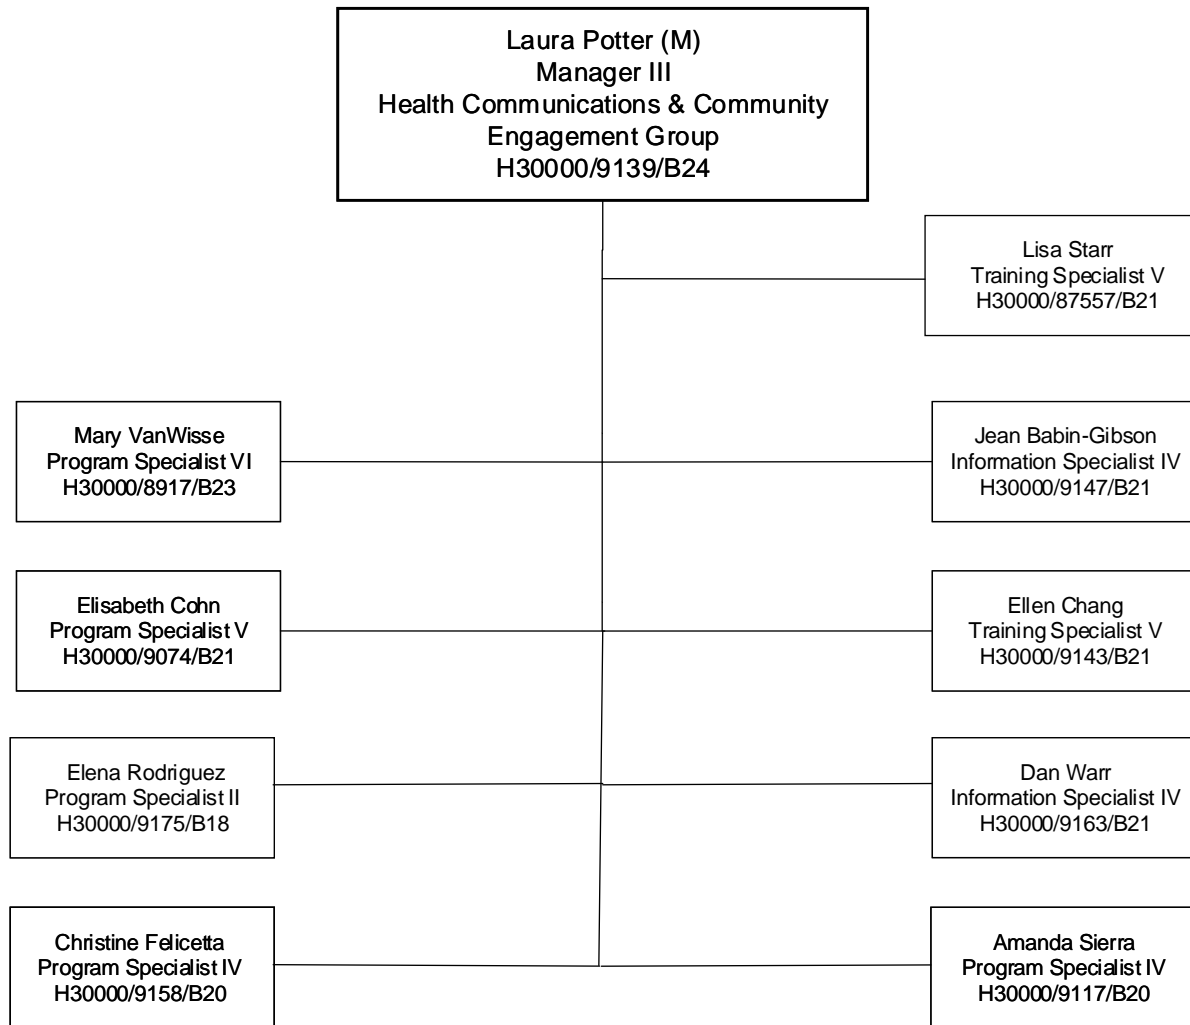 Laura Potter (M)
Manager III
Health Communications & Community
Engagement Group
H30000/9139/B24
Lisa Starr
Training Specialist V
H30000/87557/B21
Mary VanWisse
Program Specialist VI
H30000/8917/B23
Jean Babin-Gibson
Information Specialist IV
H30000/9147/B21
Elisabeth Cohn
Program Specialist V
H30000/9074/B21
Ellen Chang
Training Specialist V
H30000/9143/B21
Elena Rodriguez
Program Specialist II
H30000/9175/B18
Dan Warr
Information Specialist IV
H30000/9163/B21
Christine Felicetta
Program Specialist IV
H30000/9158/B20
Amanda Sierra
Program Specialist IV
H30000/9117/B20